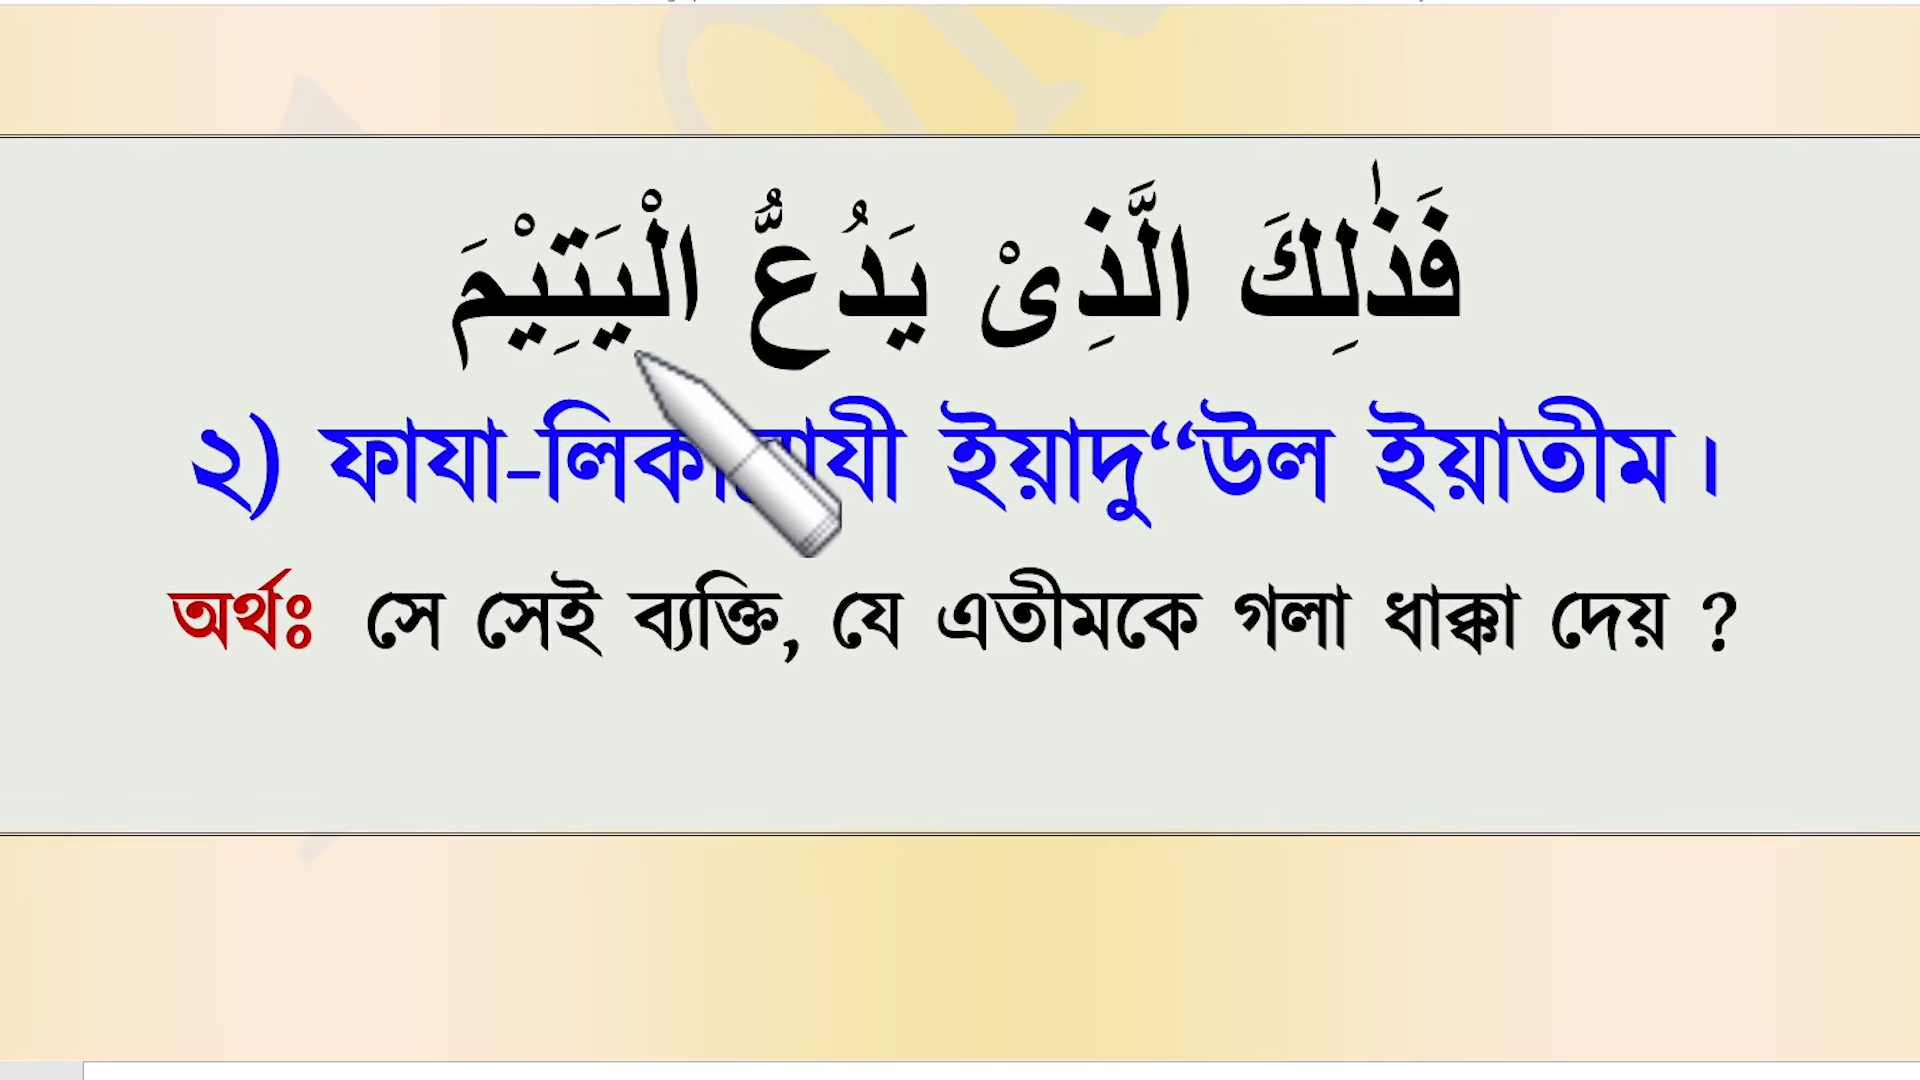 فَذٰلِكَ الَّذِىْ يَدُعُّ الْيَتِيْمَ
২) ইয়াদু“উল ইয়াতীম।
অর্থঃ সে সেই ব্যক্তি, যে এতীমকে গলা ধাক্কা দেয় ?